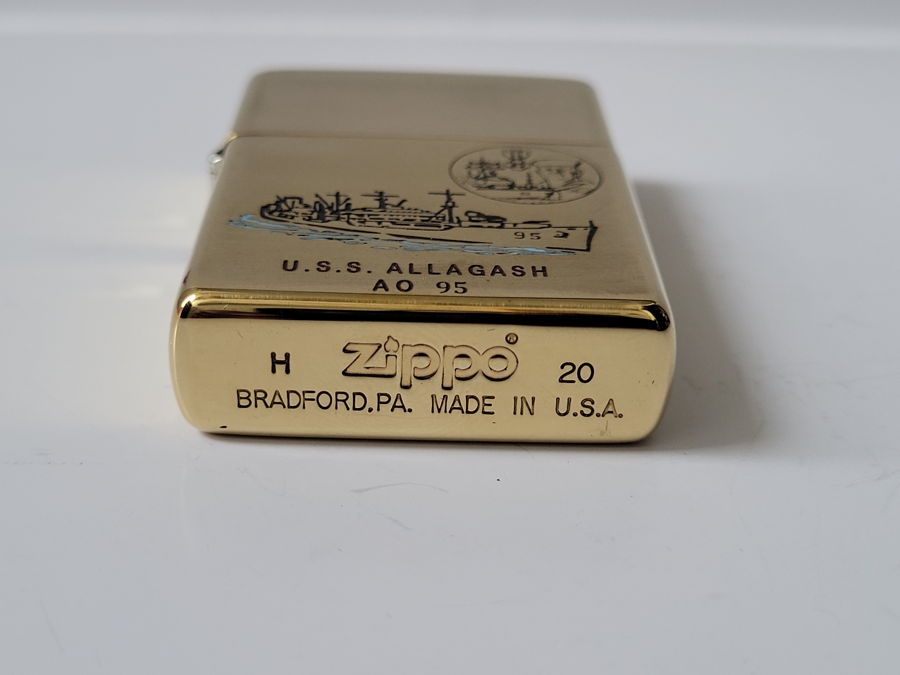 95
U.S.S. ALLAGASH
AO 95
H zippo® 20
BRADFORD,PA. MADE IN U.S.A.